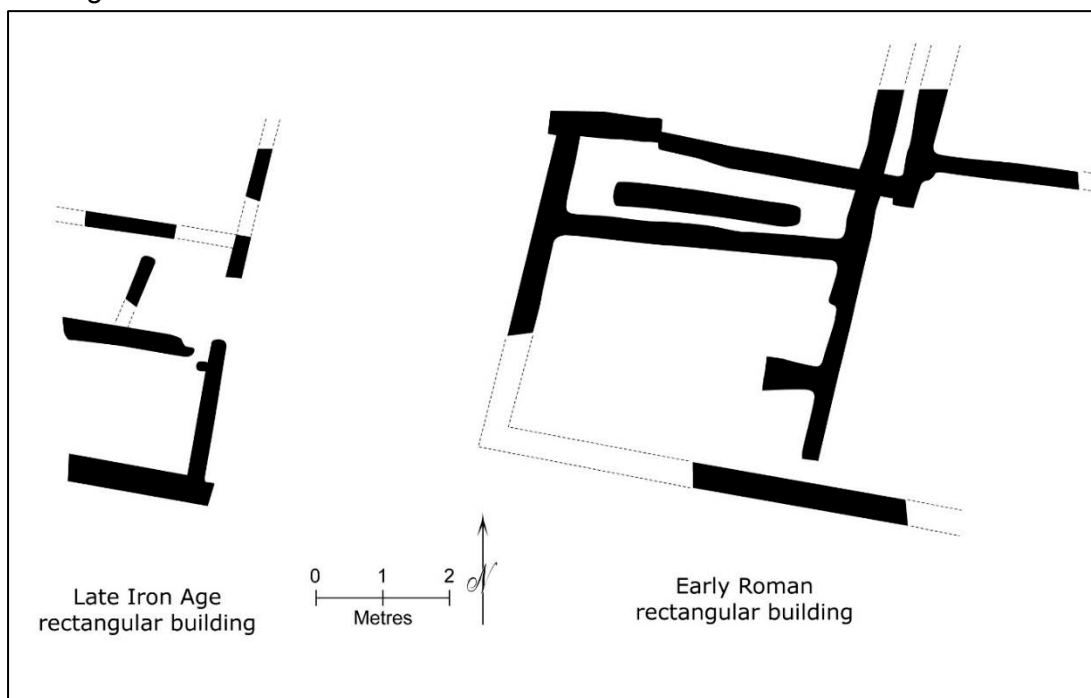 Late Iron Age
rectangular building
0 1 2
Metres
N
Early Roman
rectangular building